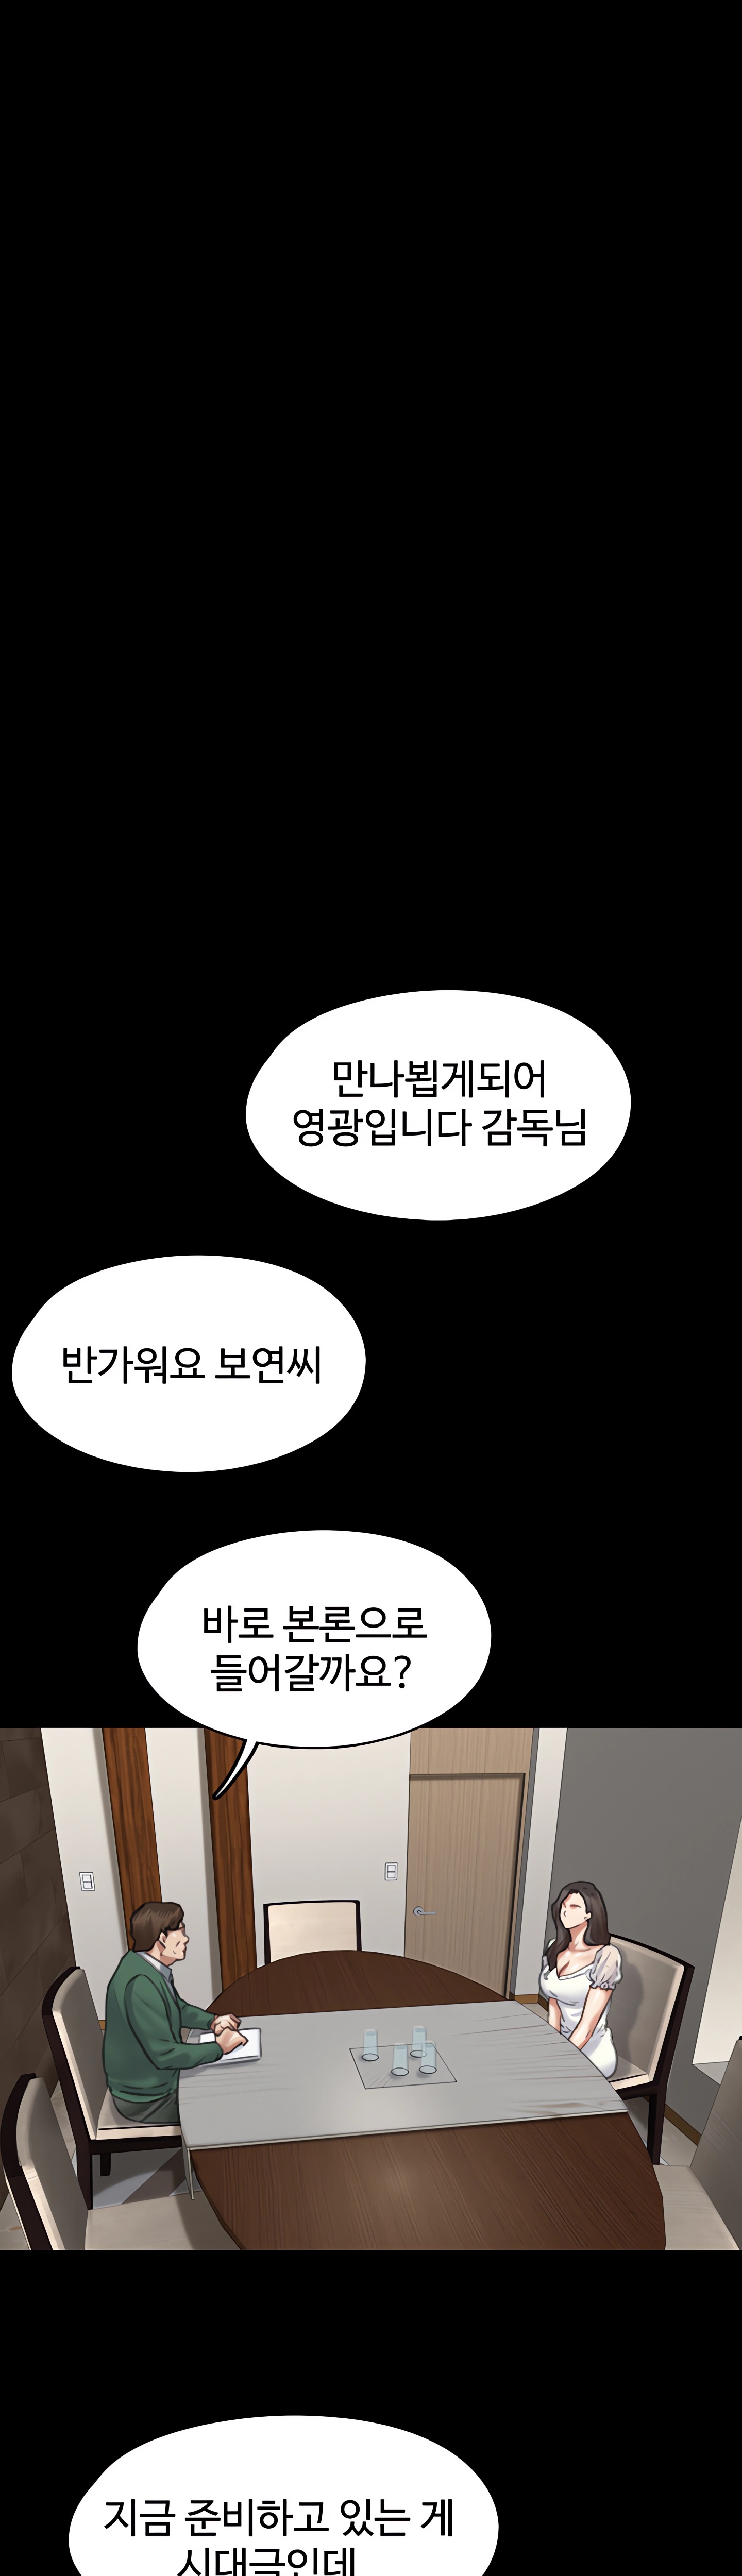 만나뵙게되어
영광입니다 감독님
반가워요 보연씨
바로 본론으로
들어갈까요?
지금 준비하고 있는 게
시대극인데